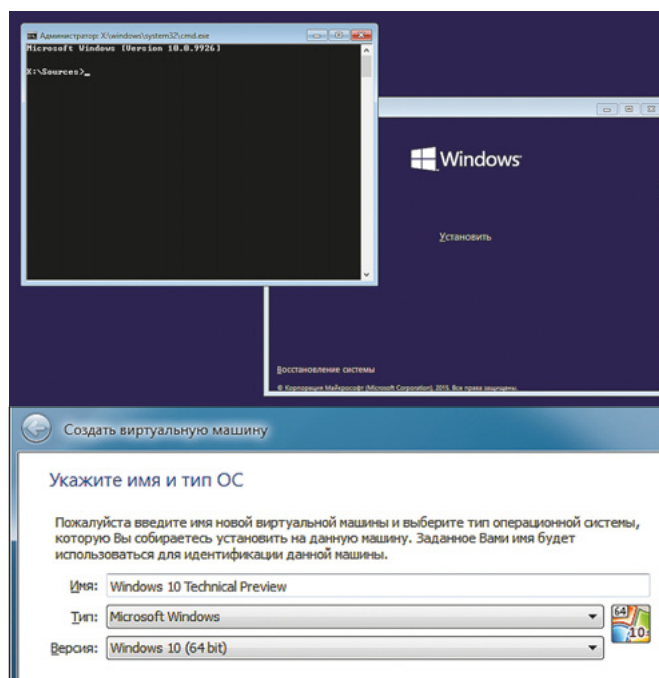 Администратор: X:\windows\system32\cmd.exe
Microsoft Windows [Version 10.0.9926]
X:\Sources>_
Windows
Установить
Восстановление системы
© Корпорация Майкрософт (Microsoft Corporation), 2015. Все права защищены.
Создать виртуальную машину
Укажите имя и тип ОС
Пожалуйста введите имя новой виртуальной машины и выберите тип операционной системы,
которую Вы собираетесь установить на данную машину. Заданное Вами имя будет
использоваться для идентификации данной машины.
Имя: Windows 10 Technical Preview
Тип: Microsoft Windows
64
Версия: Windows 10 (64 bit)
10